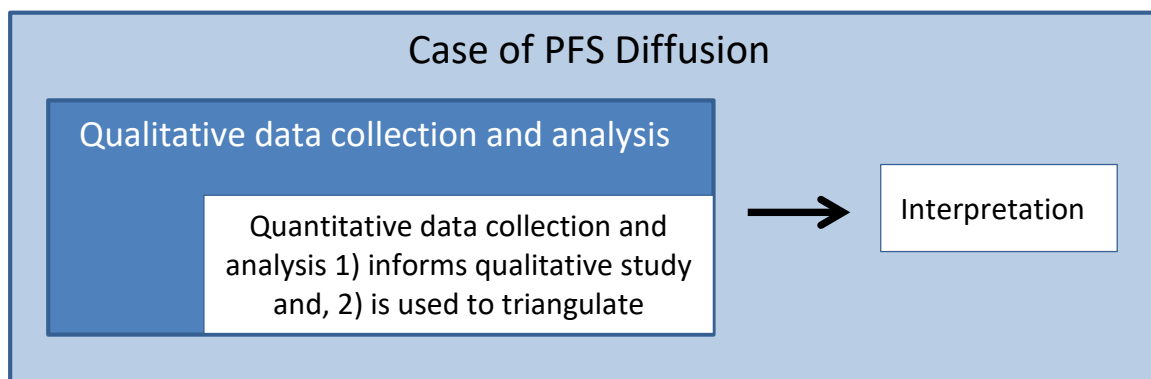 Case of PFS Diffusion
Qualitative data collection and analysis
Quantitative data collection and
analysis 1) informs qualitative study
and, 2) is used to triangulate
Interpretation